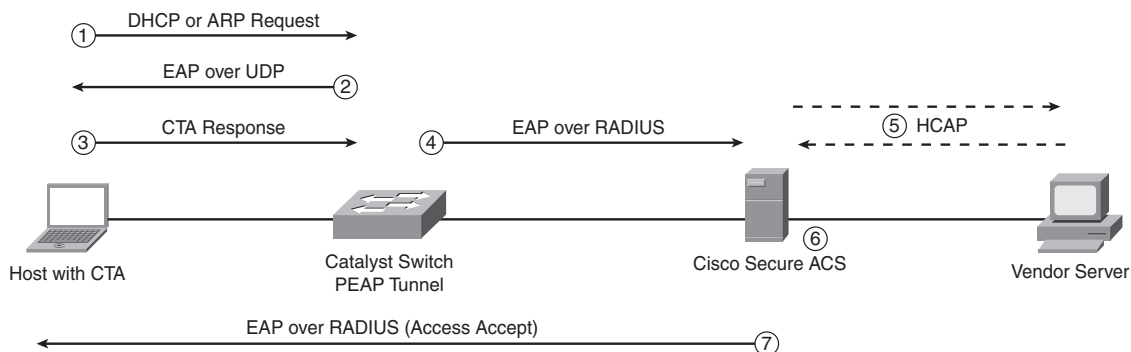 ① DHCP or ARP Request
EAP over UDP ②
③ CTA Response
④ EAP over RADIUS
⑤ HCAP
⑥
Host with CTA
Catalyst Switch
PEAP Tunnel
Cisco Secure ACS
Vendor Server
EAP over RADIUS (Access Accept)
⑦